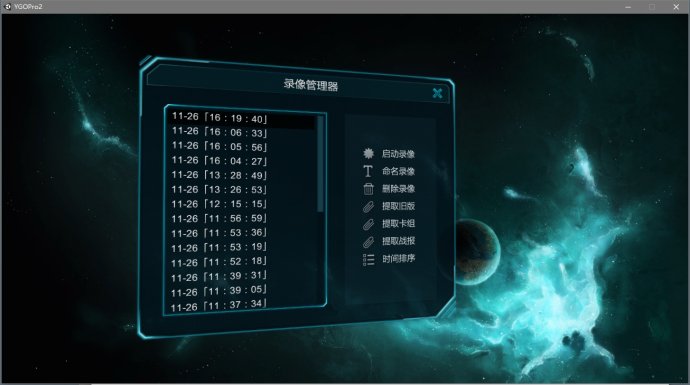 YGOPro2
录像管理器
11-26「16：19：40」
11-26「16：06：33」
11-26「16：05：56」
11-26「16：04：27」
11-26「13：28：49」
11-26「13：26：53」
11-26「12：15：15」
11-26「11：56：59」
11-26「11：53：36」
11-26「11：53：19」
11-26「11：52：18」
11-26「11：39：31」
11-26「11：39：05」
11-26「11：37：34」
启动录像
命名录像
删除录像
提取旧版
提取卡组
提取战报
时间排序